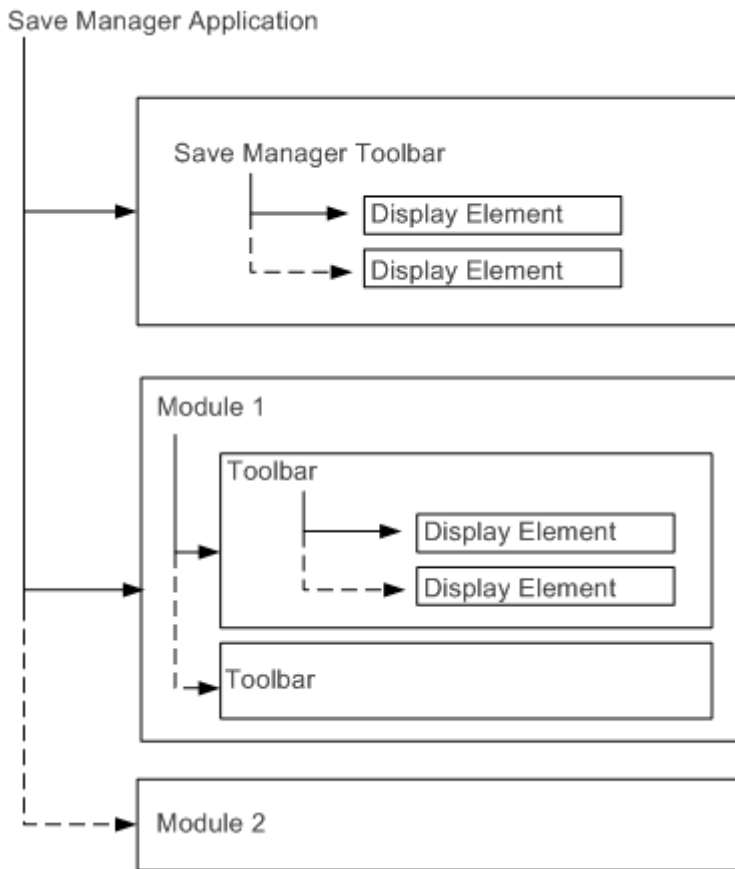 Save Manager Application
Save Manager Toolbar
Display Element
Display Element
Module 1
Toolbar
Display Element
Display Element
Toolbar
Module 2